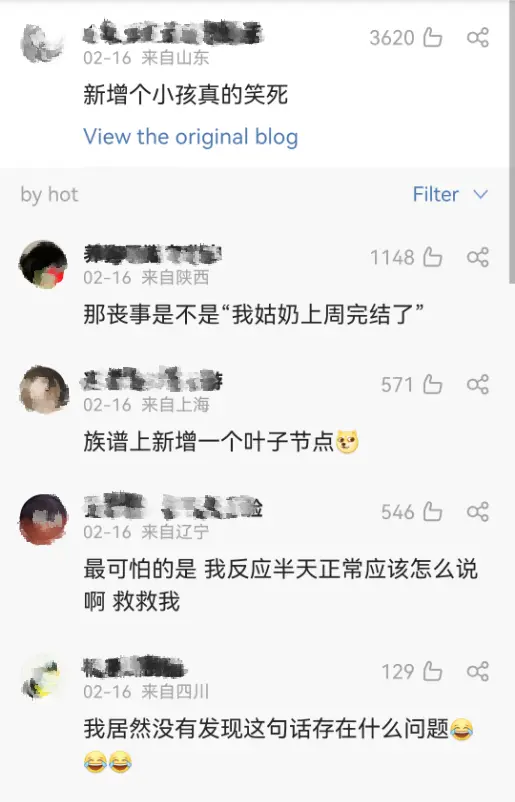 3620
02-16 来自山东
新增个小孩真的笑死
View the original blog
by hot
Filter
1148
02-16 来自陕西
那丧事是不是“我姑奶上周完结了”
571
02-16 来自上海
族谱上新增一个叶子节点
546
02-16 来自辽宁
最可怕的是 我反应半天正常应该怎么说
啊 救救我
129
02-16 来自四川
我居然没有发现这句话存在什么问题😂
😂😂